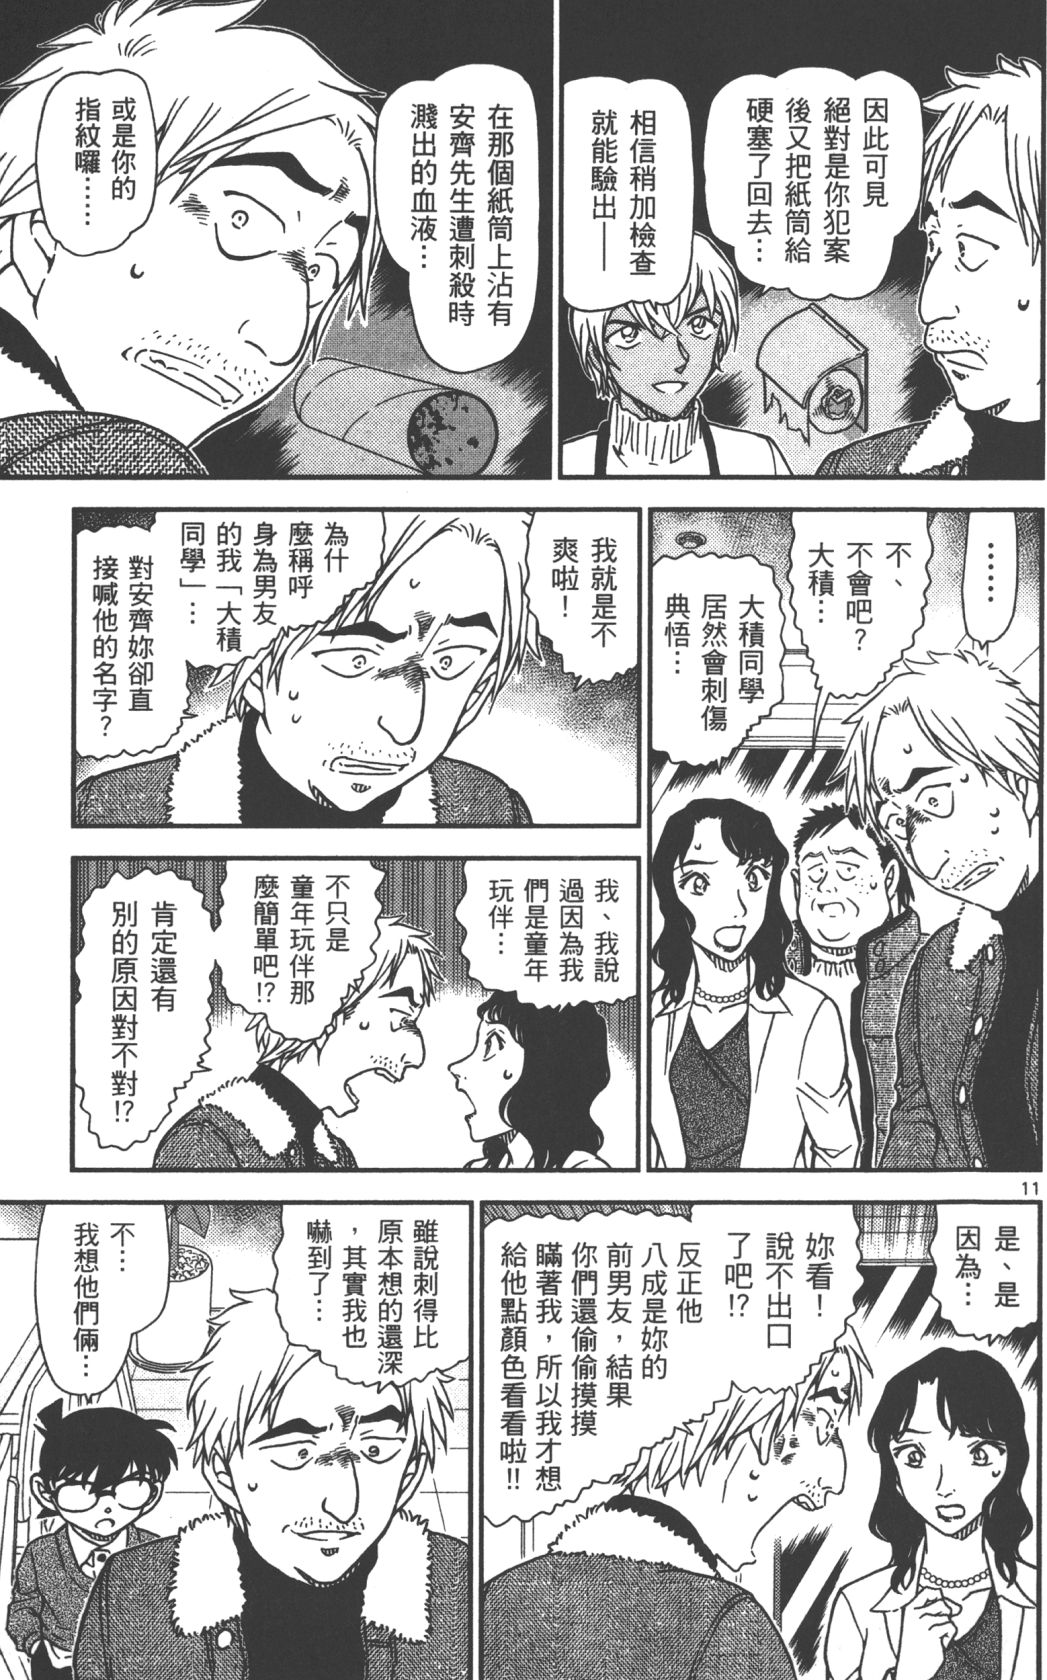 因此可見
絕對是你犯案
後又把紙筒給
硬塞了回去…
相信稍加檢查
就能驗出——
在那個紙筒上沾有
安齊先生遭刺殺時
濺出的血液…
或是你的
指紋囉……
……
不、
不會吧？
大積…
大積同學
居然會刺傷
典悟…
我就是不
爽啦！
為什
麼稱呼
身為男友
的我「大積
同學」…
對安齊妳卻直
接喊他的名字？
我、我說
過因為我
們是童年
玩伴…
不只是
童年玩伴那
麼簡單吧!?
肯定還有
別的原因對不對!?
11
是、是
因為…
妳看！
說不出口
了吧!?
反正他
八成是妳的
前男友，結果
你們還偷偷摸摸
瞞著我，所以我才想
給他點顏色看看啦!!
雖說刺得比
原本想的還深
，其實我也
嚇到了…
不…
我想他們倆…